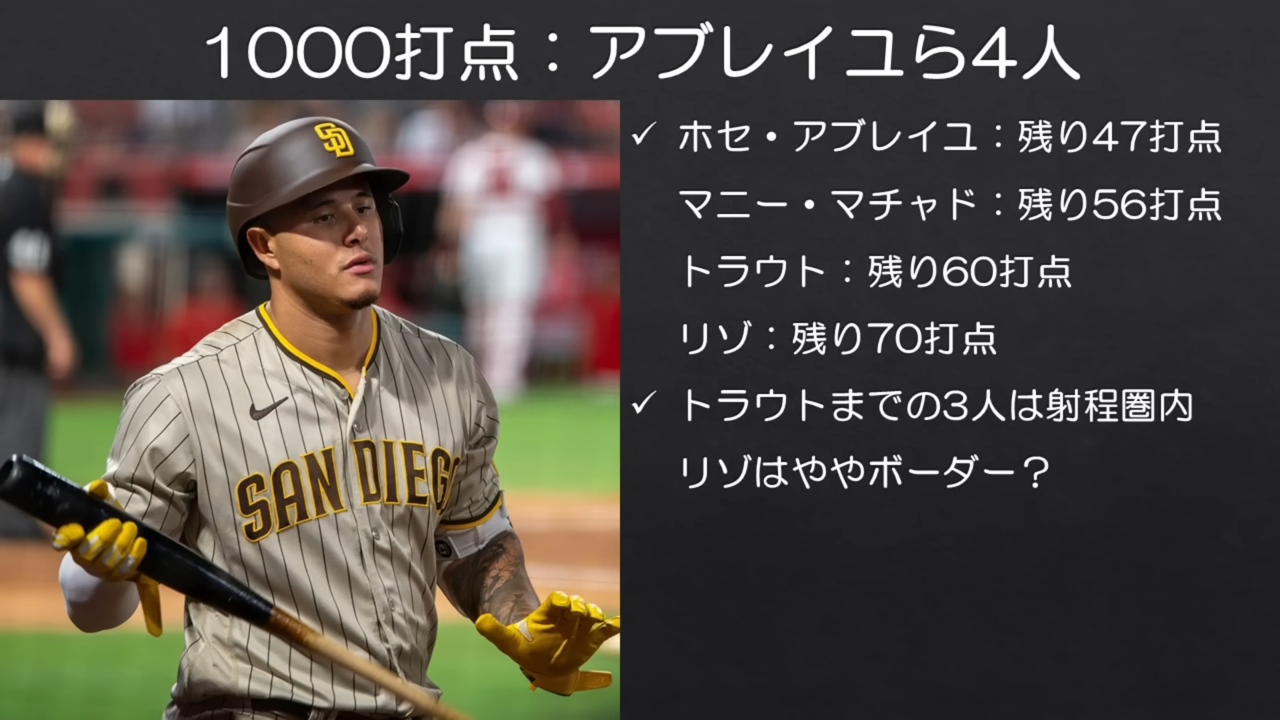 1000打点：アブレイユら4人
✓ ホセ・アブレイユ：残り47打点
マニー・マチャド：残り56打点
トラウト：残り60打点
リゾ：残り70打点
✓ トラウトまでの3人は射程圏内
リゾはややボーダー？
SD
SAN DIEGO